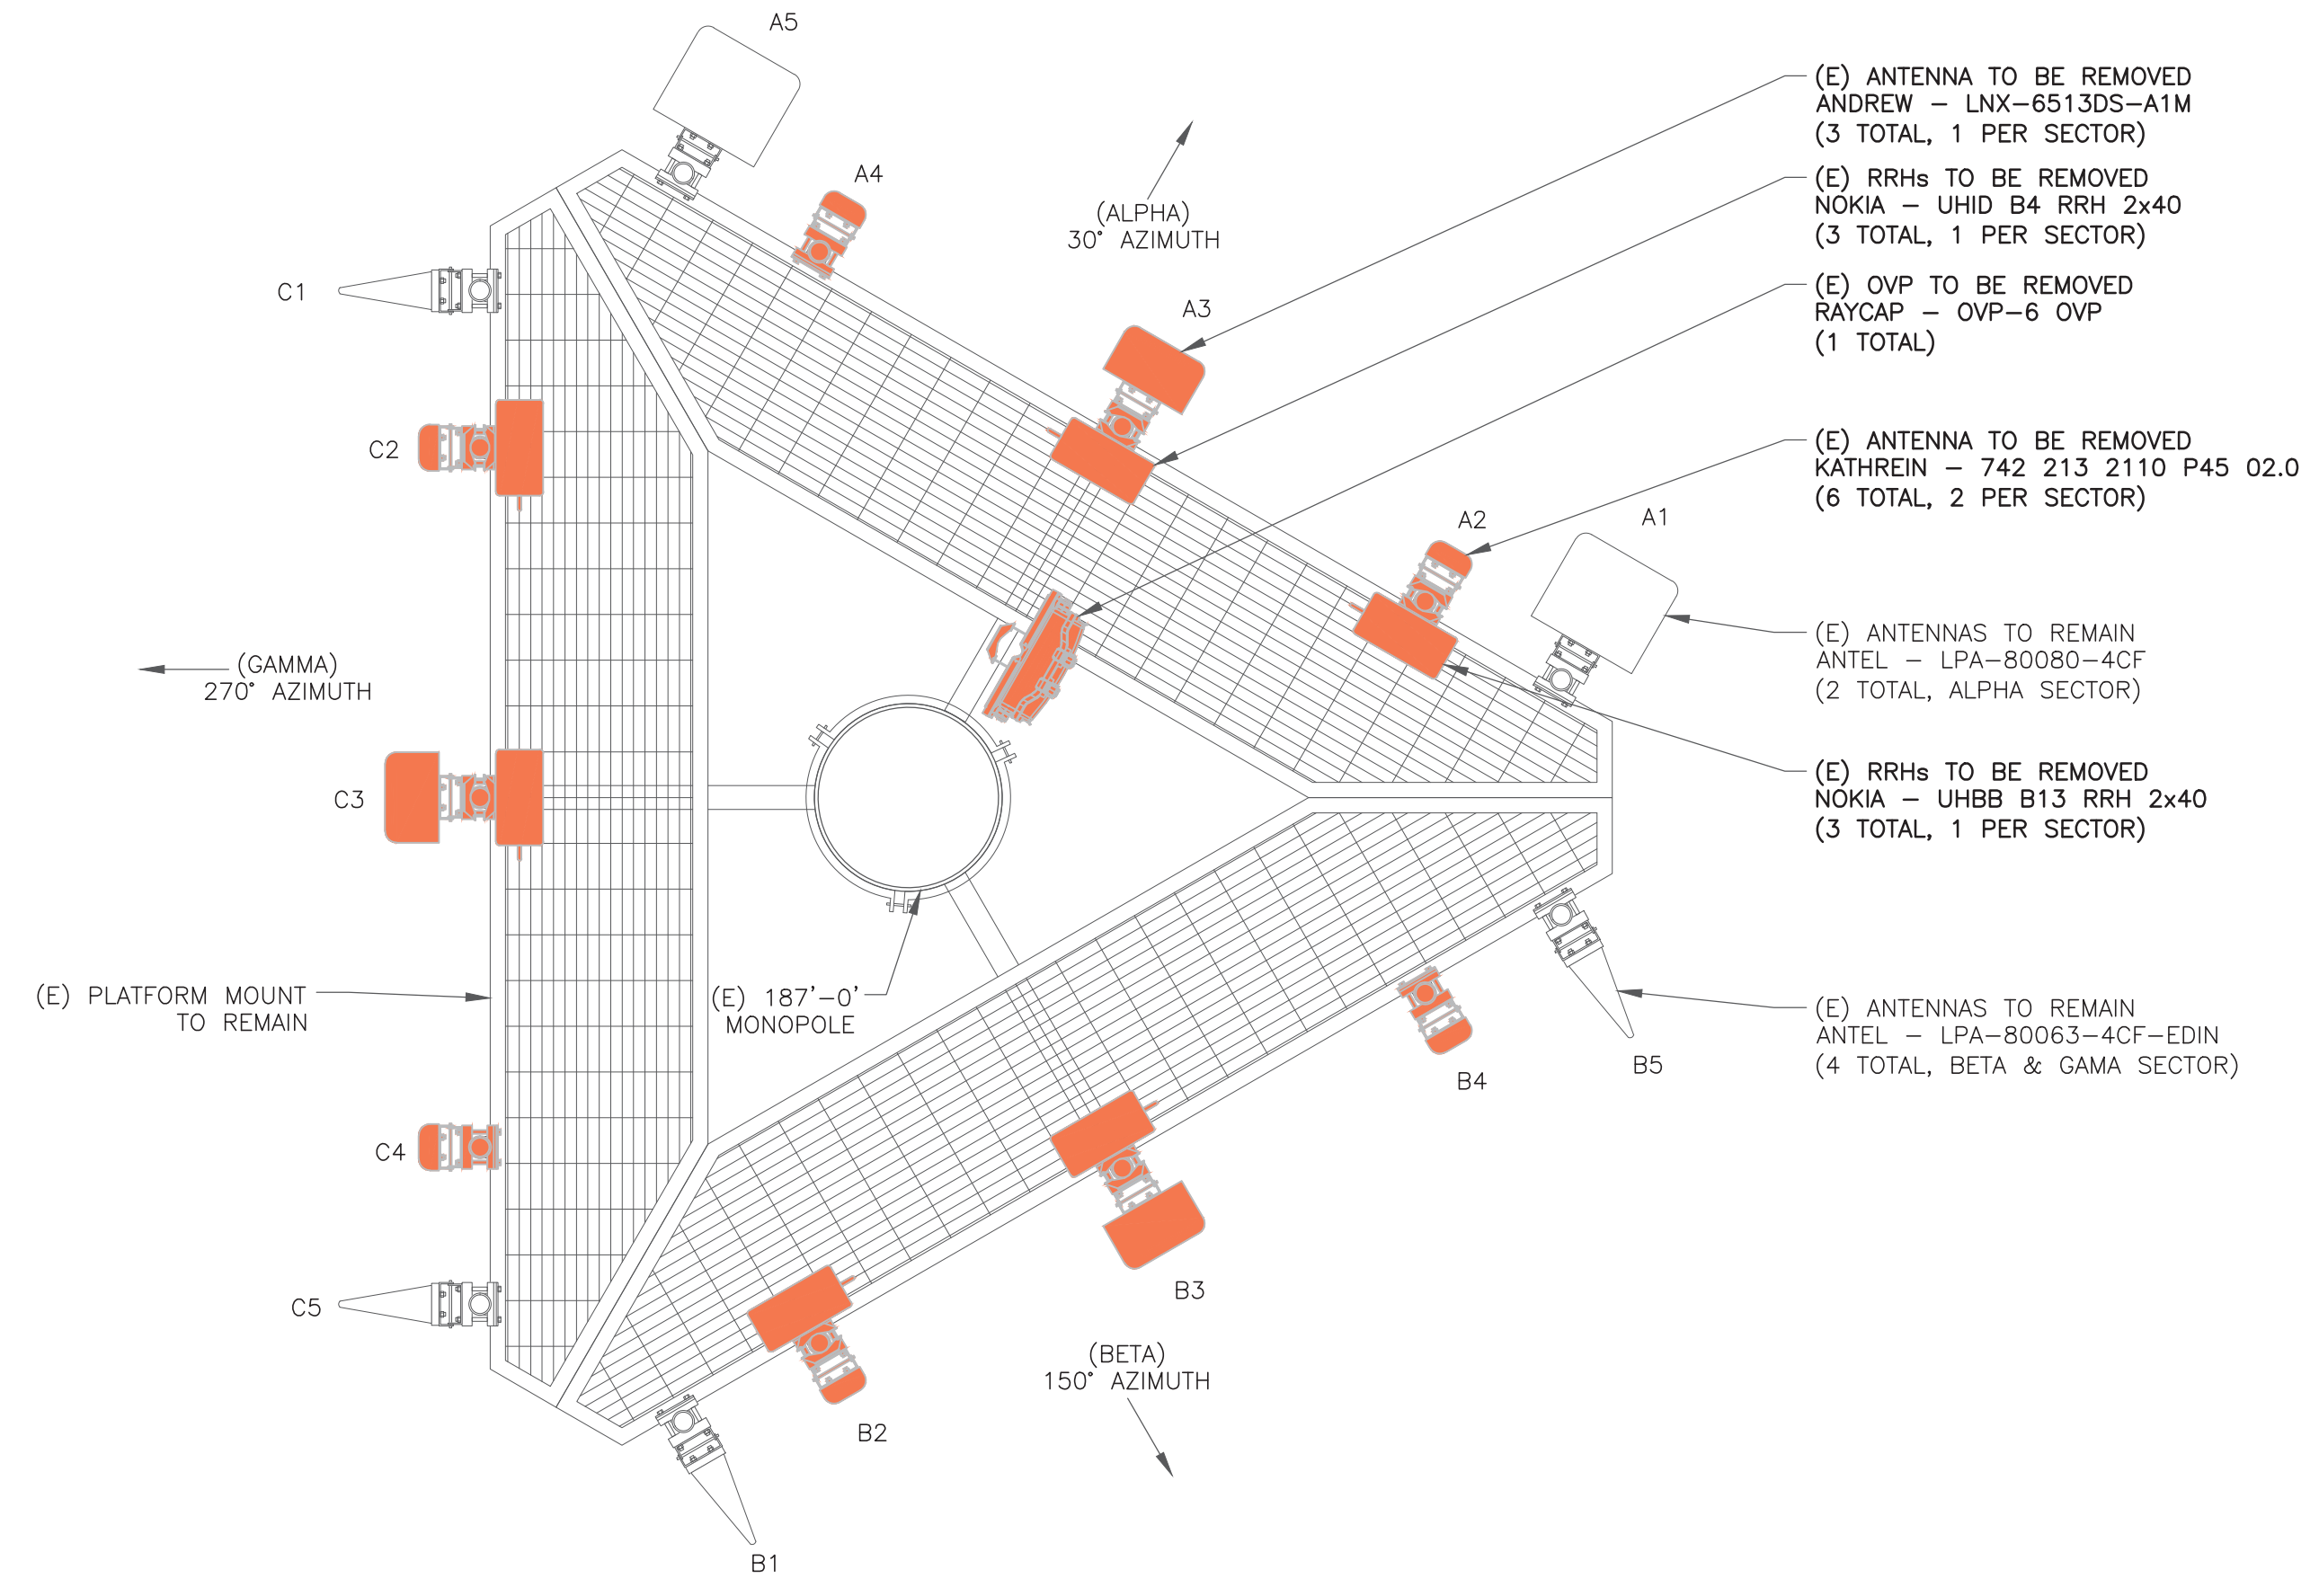 A5
(E) ANTENNA TO BE REMOVED
ANDREW - LNX-6513DS-A1M
(3 TOTAL, 1 PER SECTOR)
A4
(E) RRHs TO BE REMOVED
NOKIA - UHID B4 RRH 2x40
(3 TOTAL, 1 PER SECTOR)
(ALPHA)
30° AZIMUTH
C1
A3
(E) OVP TO BE REMOVED
RAYCAP - OVP-6 OVP
(1 TOTAL)
C2
(E) ANTENNA TO BE REMOVED
KATHREIN - 742 213 2110 P45 02.0
(6 TOTAL, 2 PER SECTOR)
A2
A1
(GAMMA)
270° AZIMUTH
(E) ANTENNAS TO REMAIN
ANTEL - LPA-80080-4CF
(2 TOTAL, ALPHA SECTOR)
C3
(E) RRHs TO BE REMOVED
NOKIA - UHBB B13 RRH 2x40
(3 TOTAL, 1 PER SECTOR)
(E) PLATFORM MOUNT
TO REMAIN
(E) 187'-0'
MONOPOLE
(E) ANTENNAS TO REMAIN
ANTEL - LPA-80063-4CF-EDIN
(4 TOTAL, BETA & GAMA SECTOR)
B5
B4
C4
B3
C5
(BETA)
150° AZIMUTH
B2
B1